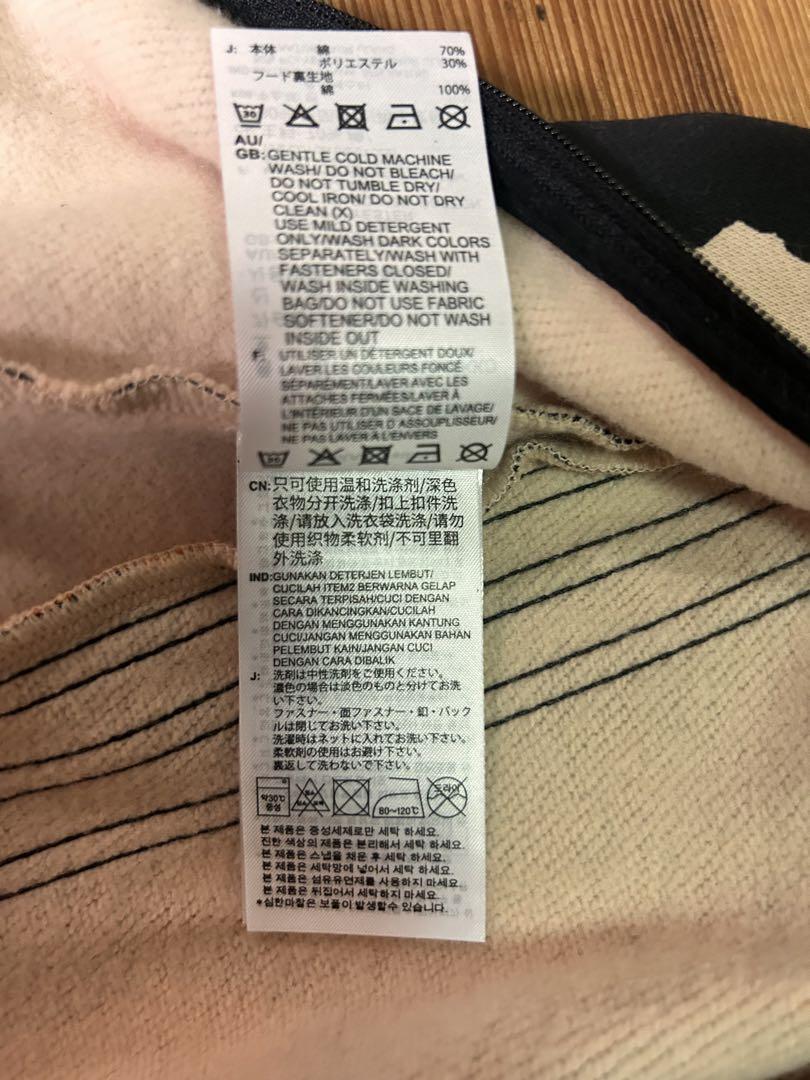 J: 本体 綿 70%
ポリエステル 30%
フード裏生地
綿 100%
30
AU/
GB: GENTLE COLD MACHINE
WASH/ DO NOT BLEACH/
DO NOT TUMBLE DRY/
COOL IRON/ DO NOT DRY
CLEAN (X)
USE MILD DETERGENT
ONLY/WASH DARK COLORS
SEPARATELY/WASH WITH
FASTENERS CLOSED/
WASH INSIDE WASHING
BAG/DO NOT USE FABRIC
SOFTENER/DO NOT WASH
INSIDE OUT
F: UTILISER UN DÉTERGENT DOUX/
LAVER LES COULEURS FONCÉ
SÉPARÉMENT/LAVER AVEC LES
ATTACHES FERMÉES/LAVER À
L'INTÉRIEUR D'UN SACE DE LAVAGE/
NE PAS UTILISER D ASSOUPLISSEUR/
NE PAS LAVER À L'ENVERS
30
CN: 只可使用温和洗涤剂/深色
衣物分开洗涤/扣上扣件洗
涤/请放入洗衣袋洗涤/请勿
使用织物柔软剂/不可里翻
外洗涤
IND: GUNAKAN DETERJEN LEMBUT/
CUCILAH ITEM2 BERWARNA GELAP
SECARA TERPISAH/CUCI DENGAN
CARA DIKANCINGKAN/CUCILAH
DENGAN MENGGUNAKAN KANTUNG
CUCI/JANGAN MENGGUNAKAN BAHAN
PELEMBUT KAIN/JANGAN CUCI
DENGAN CARA DIBALIK
J: 洗剤は中性洗剤をご使用ください。
濃色の場合は淡色のものと分けてお洗
い下さい。
ファスナー・面ファスナー・釦・バック
ルは閉じてお洗い下さい。
洗濯時はネットに入れてお洗い下さい。
柔軟剤の使用はお避け下さい。
裏返して洗わないで下さい。
약30℃ 중성 80~120℃ 드라이
본 제품은 중성세제로만 세탁 하세요.
진한 색상의 제품은 분리해서 세탁 하세요.
본 제품은 스냅을 채운 후 세탁 하세요.
본 제품은 세탁망에 넣어서 세탁 하세요.
본 제품은 섬유유연제를 사용하지 마세요.
본 제품은 뒤집어서 세탁하지 마세요.
*심한마찰은 보풀이 발생할수 있습니다.